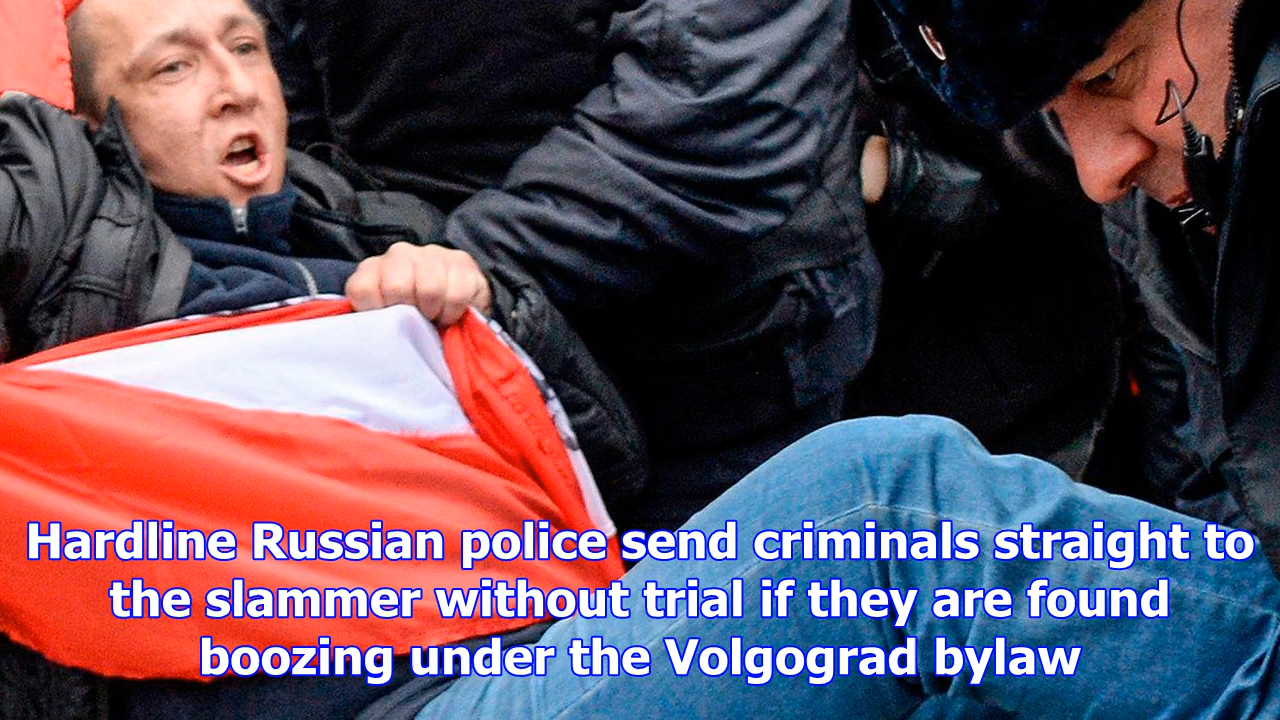 Hardline Russian police send criminals straight to
the slammer without trial if they are found
boozing under the Volgograd bylaw